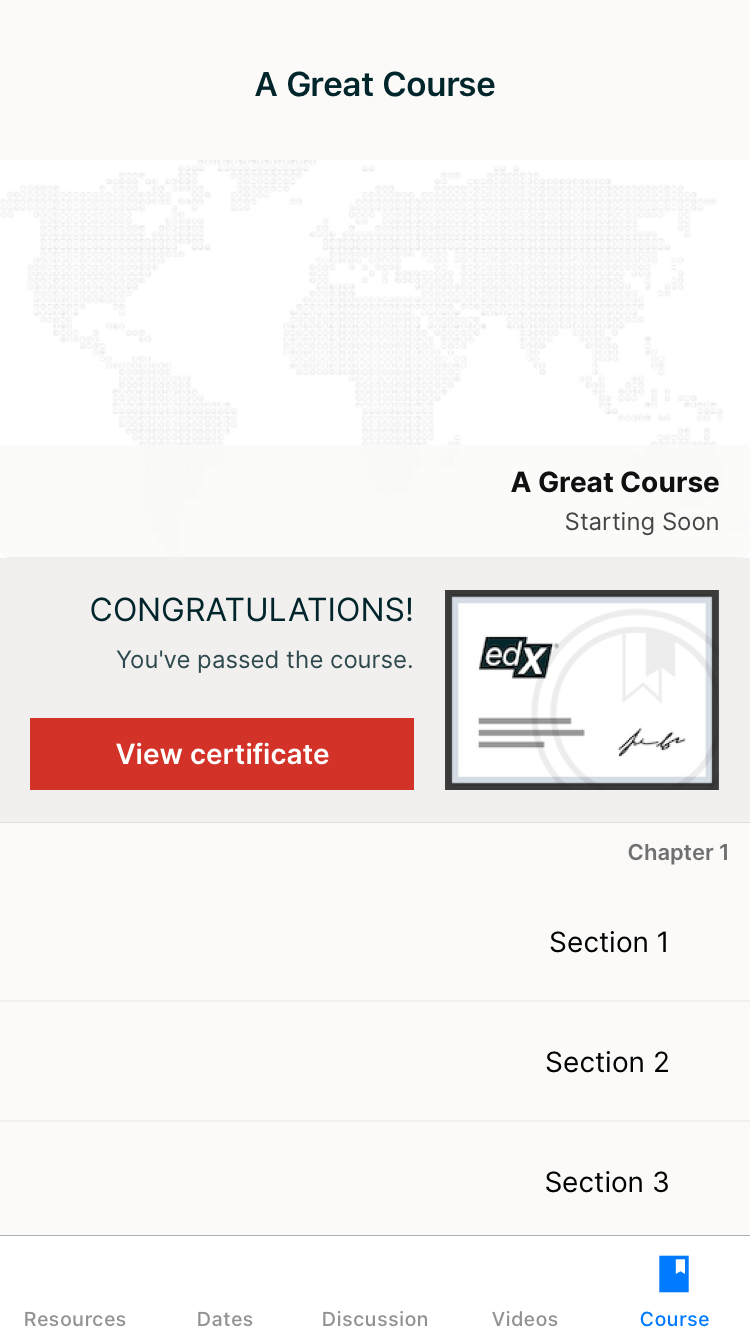 A Great Course
A Great Course
Starting Soon
CONGRATULATIONS!
You've passed the course.
View certificate
edX
Chapter 1
Section 1
Section 2
Section 3
Resources
Dates
Discussion
Videos
Course